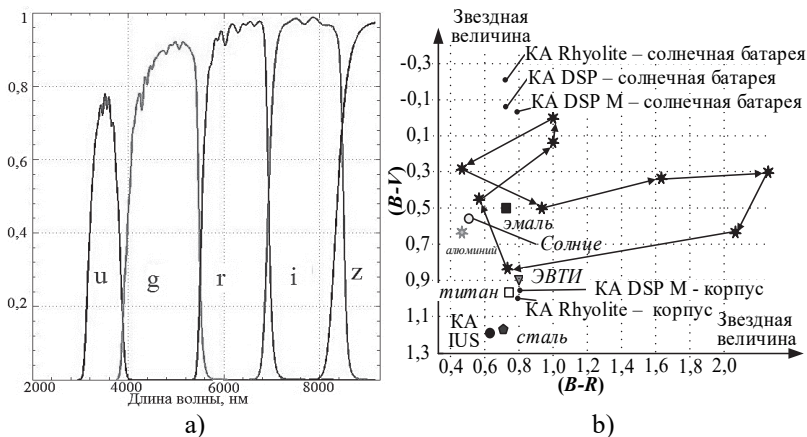 1
0,8
0,6
0,4
0,2
u g r i z
2000 4000 6000 8000
Длина волны, нм
a)
Звездная
величина
КА Rhyolite – солнечная батарея
КА DSP – солнечная батарея
КА DSP M – солнечная батарея
-0,3
-0,1
0,1
0,3
0,5
0,7
0,9
1,1
1,3
(B-V)
эмаль
Солнце
алюминий
ЭВТИ
титан
КА DSP M - корпус
КА Rhyolite – корпус
КА
IUS
сталь
Звездная
величина
0,4 0,6 0,8 1,0 1,2 1,4 1,6 1,8 2,0
(B-R)
b)